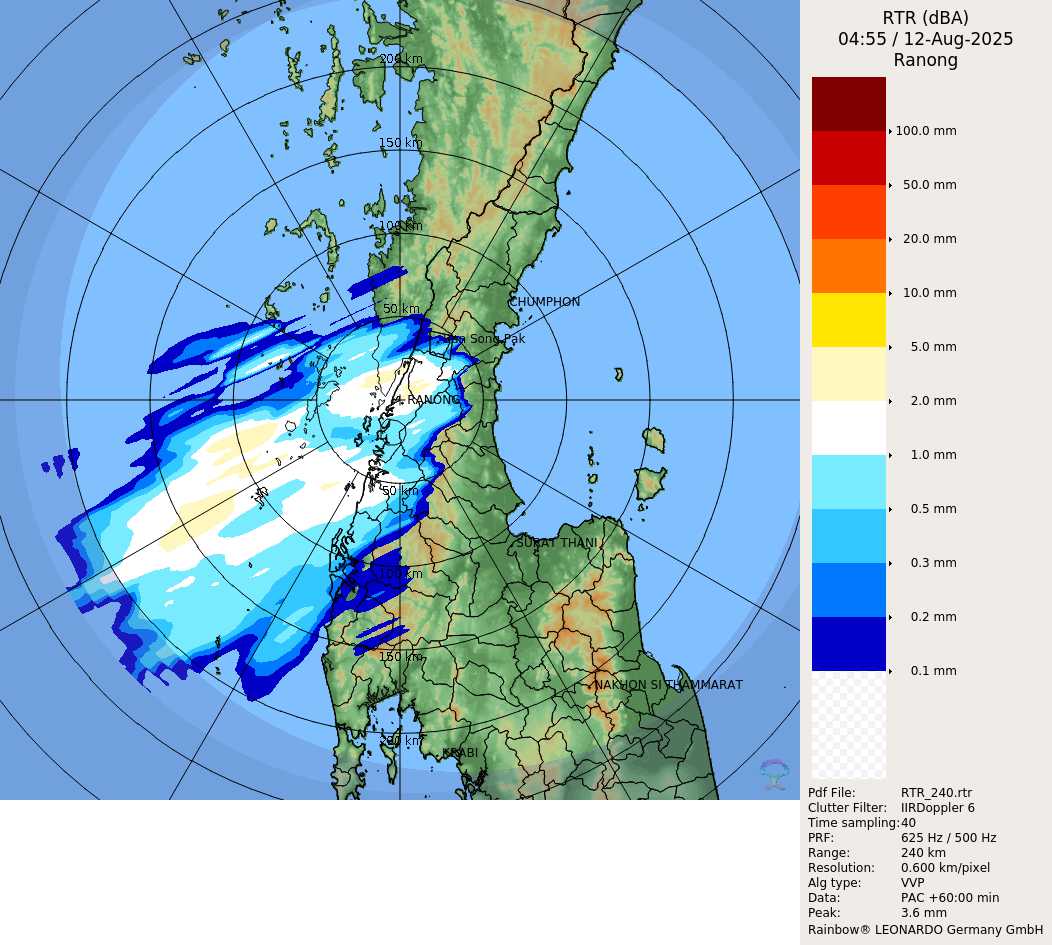 RTR (dBA)
04:55 / 12-Aug-2025
Ranong
200 km
150 km
100 km
50 km
CHUMPHON
RANONG
50 km
SURAT THANI
100 km
150 km
NAKHON SI THAMMARAT
200 km
KRABI
100.0 mm
50.0 mm
20.0 mm
10.0 mm
5.0 mm
2.0 mm
1.0 mm
0.5 mm
0.3 mm
0.2 mm
0.1 mm
Pdf File: RTR_240.rtr
Clutter Filter: IIRDoppler 6
Time sampling:40
PRF: 625 Hz / 500 Hz
Range: 240 km
Resolution: 0.600 km/pixel
Alg type: VVP
Data: PAC +60:00 min
Peak: 3.6 mm
Rainbow® LEONARDO Germany GmbH